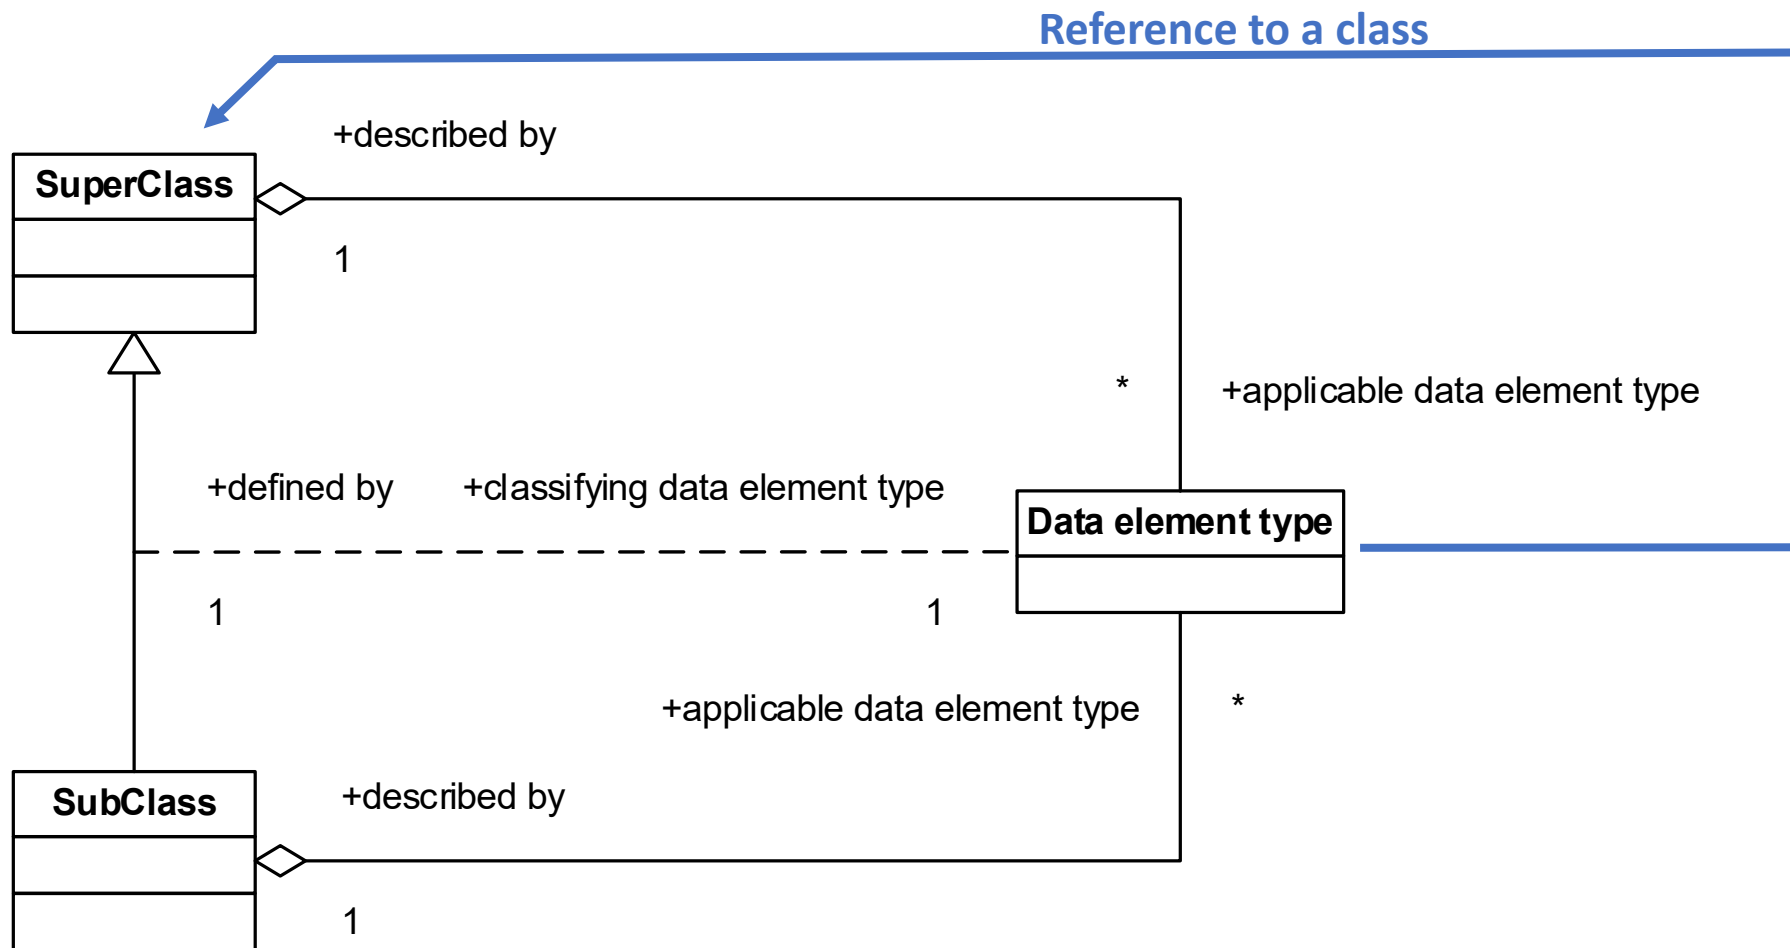 Reference to a class
+described by
SuperClass
1
* +applicable data element type
+defined by +classifying data element type
Data element type
1 1
+applicable data element type *
SubClass
+described by
1